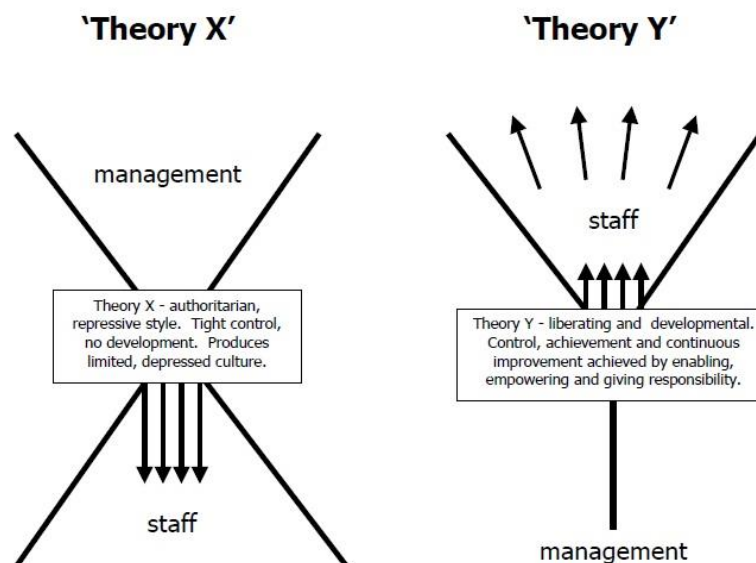 ‘Theory X’
management
Theory X - authoritarian,
repressive style.  Tight control,
no development.  Produces
limited, depressed culture.
staff
‘Theory Y’
staff
Theory Y - liberating and  developmental.
Control, achievement and continuous
improvement achieved by enabling,
empowering and giving responsibility.
management